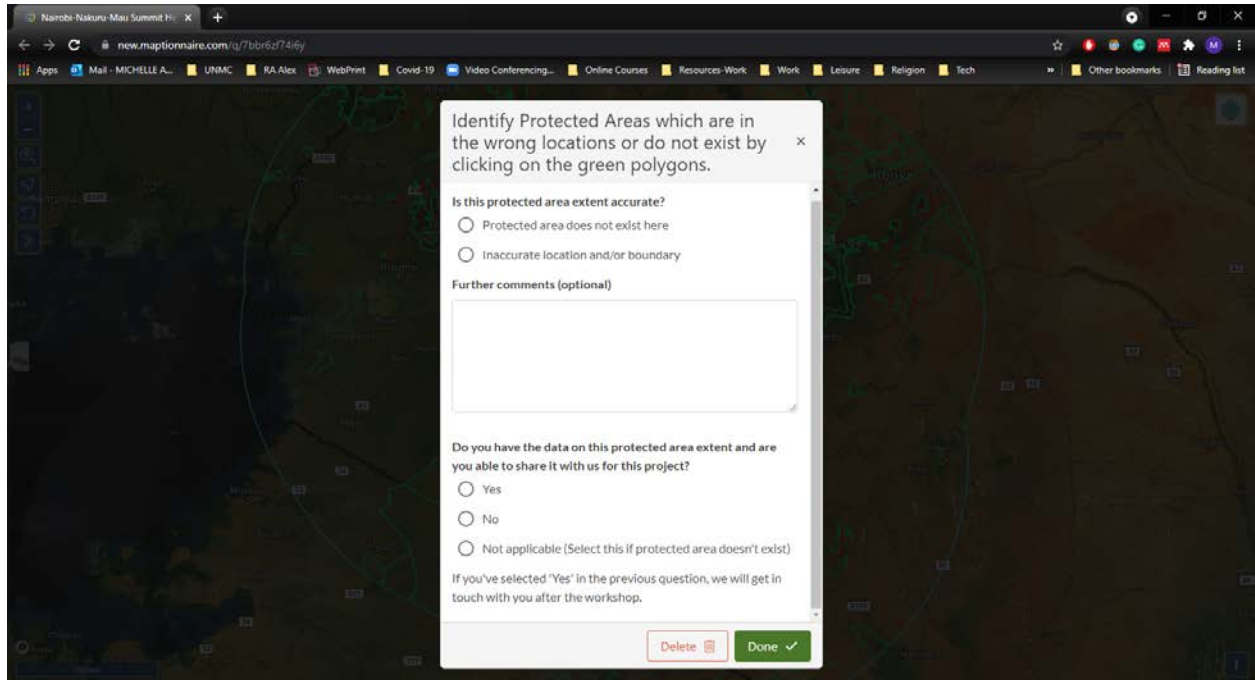 Nairobi-Nakuru-Mau Summit H
new.maptionnaire.com/q/7bbr6zf74i6y
Apps Mail - MICHELLE A... UNMC RA Alex WebPrint Covid-19 Video Conferencing... Online Courses Resources-Work Work Leisure Religion Tech » Other bookmarks Reading list
Identify Protected Areas which are in
the wrong locations or do not exist by
clicking on the green polygons.
Is this protected area extent accurate?
Protected area does not exist here
Inaccurate location and/or boundary
Further comments (optional)
Do you have the data on this protected area extent and are
you able to share it with us for this project?
Yes
No
Not applicable (Select this if protected area doesn't exist)
If you've selected 'Yes' in the previous question, we will get in
touch with you after the workshop.
Delete
Done